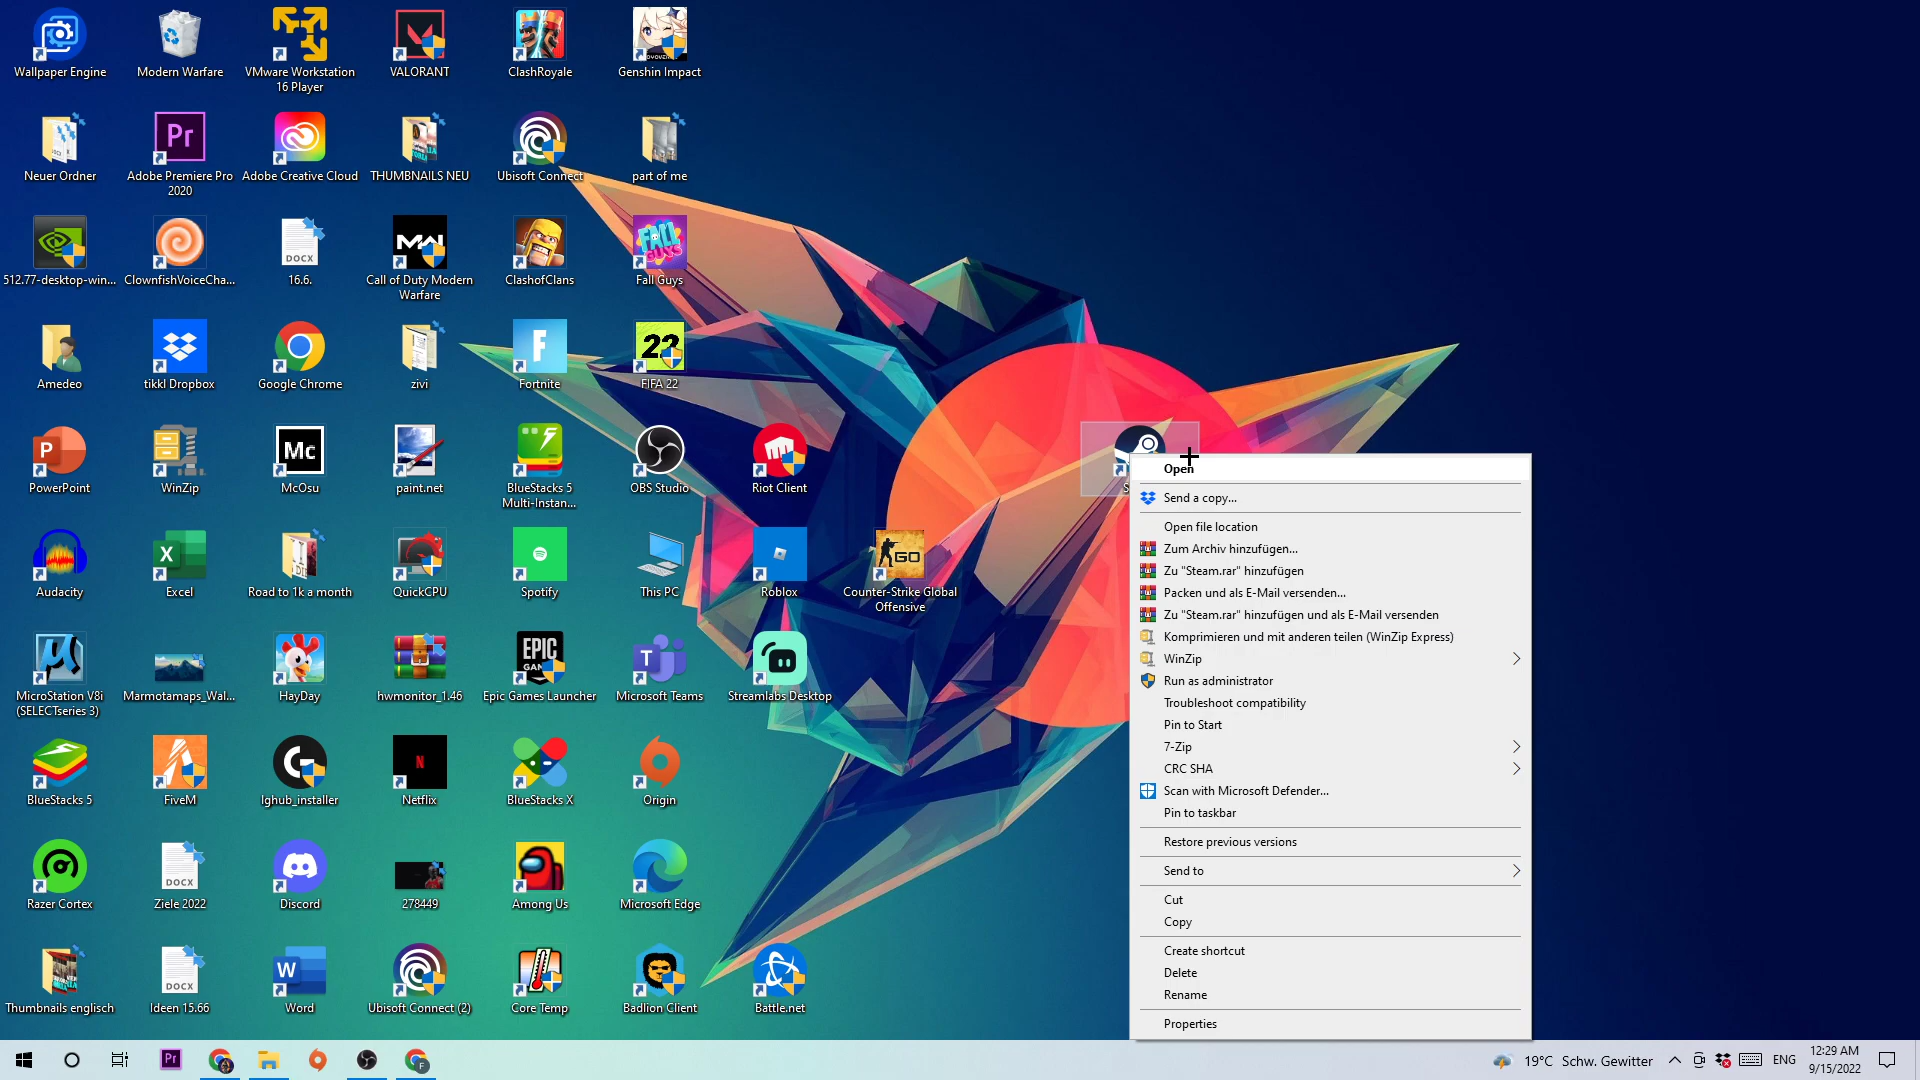 Wallpaper Engine
Modern Warfare
VMware Workstation
16 Player
VALORANT
ClashRoyale
Genshin Impact
Neuer Ordner
Adobe Premiere Pro
2020
Adobe Creative Cloud
THUMBNAILS NEU
Ubisoft Connect
part of me
512.77-desktop-win...
ClownfishVoiceCha...
16.6.
Call of Duty Modern
Warfare
ClashofClans
Fall Guys
Amedeo
tikkl Dropbox
Google Chrome
zivi
Fortnite
FIFA 22
PowerPoint
WinZip
McOsu
paint.net
BlueStacks 5
Multi-Instan...
OBS Studio
Riot Client
Audacity
Excel
Road to 1k a month
QuickCPU
Spotify
This PC
Roblox
Counter-Strike Global
Offensive
MicroStation V8i
(SELECTseries 3)
Marmotamaps_Wal...
HayDay
hwmonitor_1.46
Epic Games Launcher
Microsoft Teams
Streamlabs Desktop
BlueStacks 5
FiveM
lghub_installer
Netflix
BlueStacks X
Origin
Razer Cortex
Ziele 2022
Discord
278449
Among Us
Microsoft Edge
Thumbnails englisch
Ideen 15.66
Word
Ubisoft Connect (2)
Core Temp
Badlion Client
Battle.net
Open
Send a copy...
Open file location
Zum Archiv hinzufügen...
Zu "Steam.rar" hinzufügen
Packen und als E-Mail versenden...
Zu "Steam.rar" hinzufügen und als E-Mail versenden
Komprimieren und mit anderen teilen (WinZip Express)
WinZip
Run as administrator
Troubleshoot compatibility
Pin to Start
7-Zip
CRC SHA
Scan with Microsoft Defender...
Pin to taskbar
Restore previous versions
Send to
Cut
Copy
Create shortcut
Delete
Rename
Properties
19°C Schw. Gewitter
ENG
12:29 AM
9/15/2022